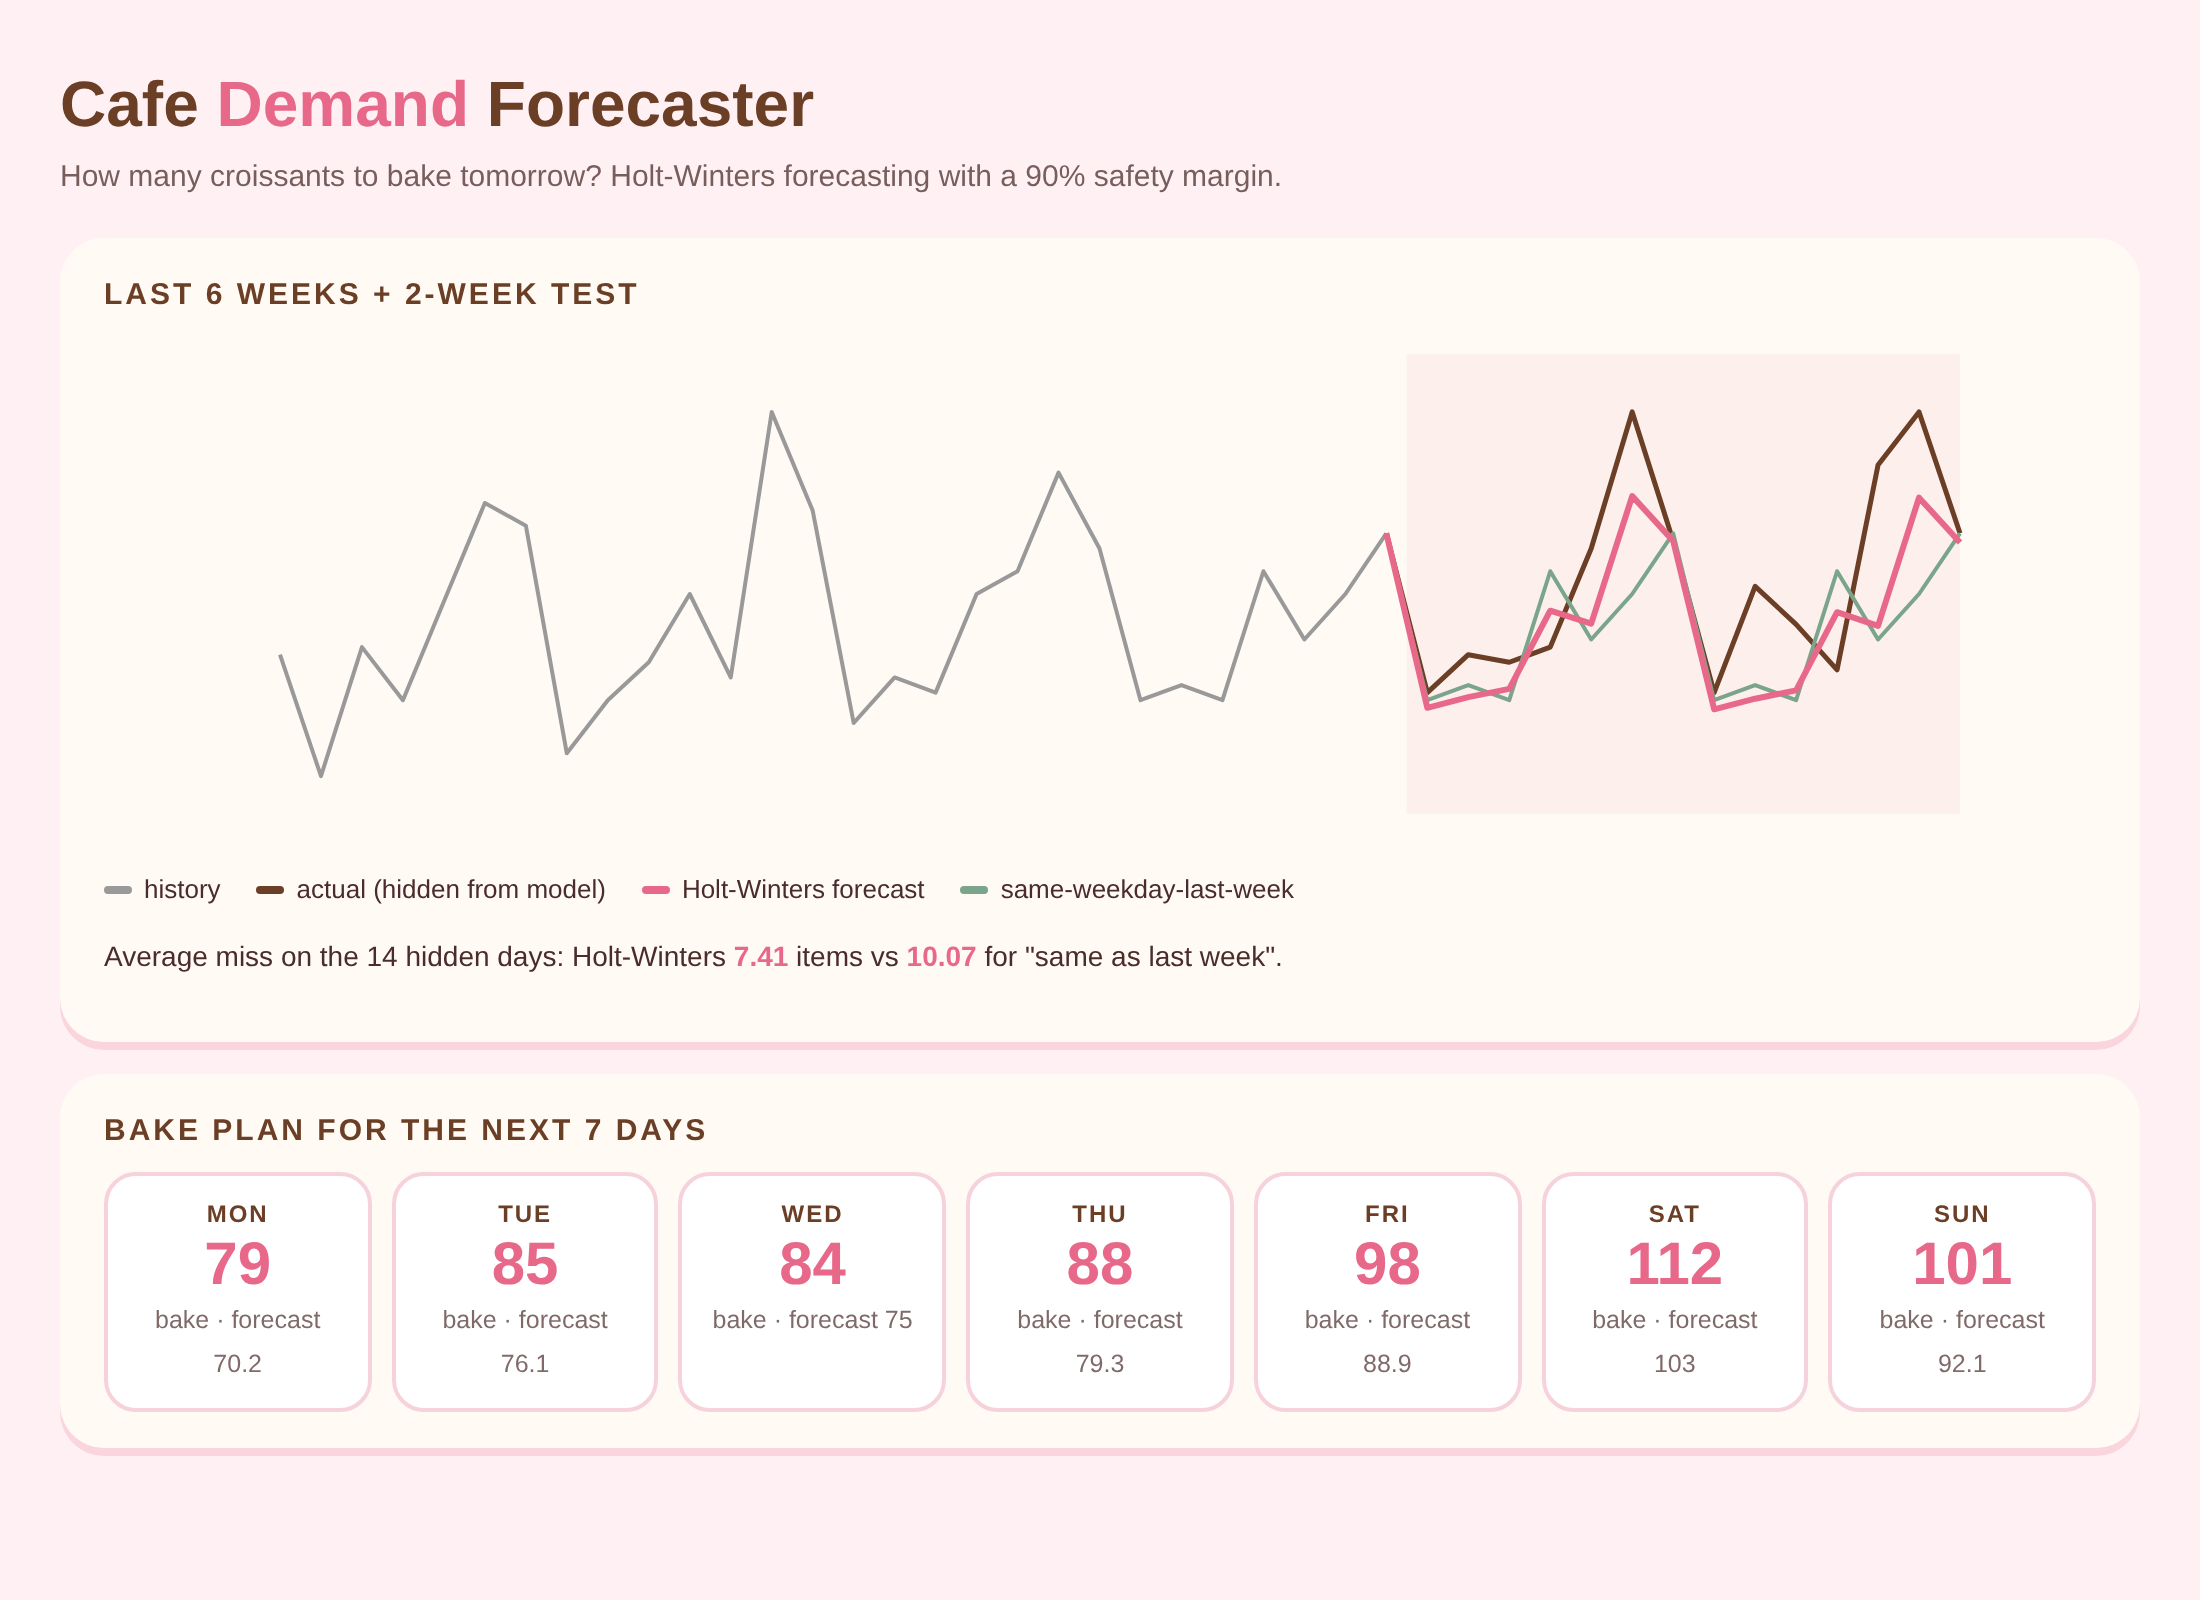 Cafe Demand Forecaster
How many croissants to bake tomorrow? Holt-Winters forecasting with a 90% safety margin.
LAST 6 WEEKS + 2-WEEK TEST
history
actual (hidden from model)
Holt-Winters forecast
same-weekday-last-week
Average miss on the 14 hidden days: Holt-Winters 7.41 items vs 10.07 for "same as last week".
BAKE PLAN FOR THE NEXT 7 DAYS
MON
79
bake · forecast
70.2
TUE
85
bake · forecast
76.1
WED
84
bake · forecast 75
THU
88
bake · forecast
79.3
FRI
98
bake · forecast
88.9
SAT
112
bake · forecast
103
SUN
101
bake · forecast
92.1